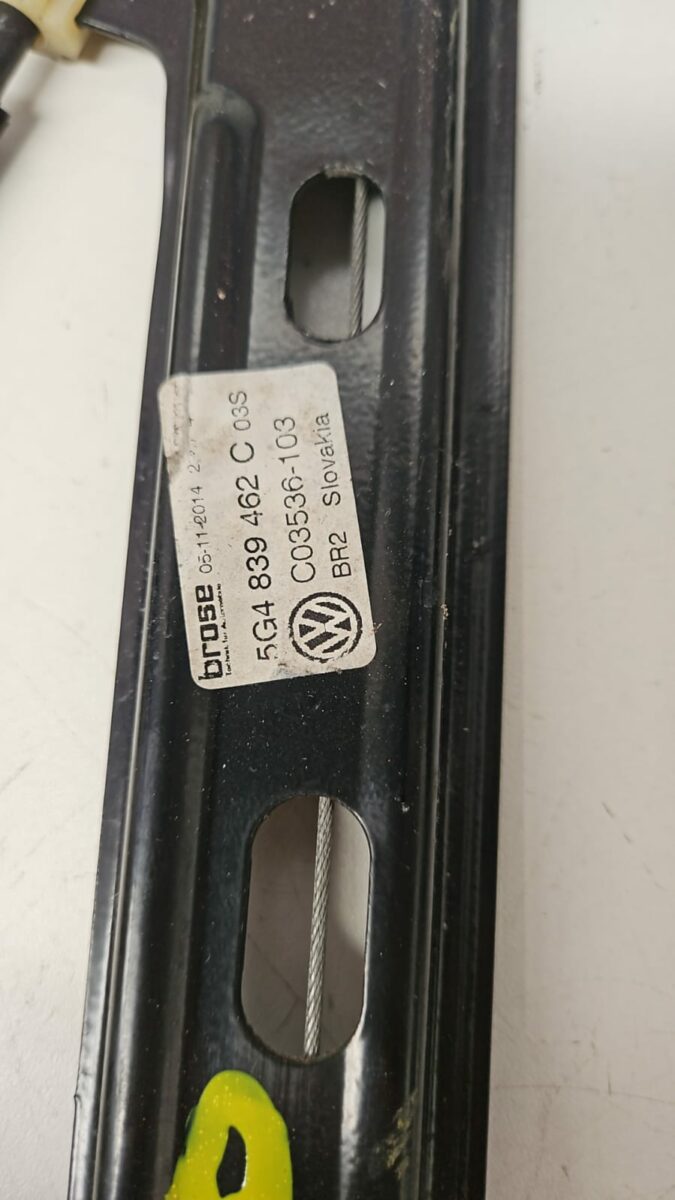 brose 05-11-2014
5G4 839 462 C 03S
C03536-103
BR2 Slovakia